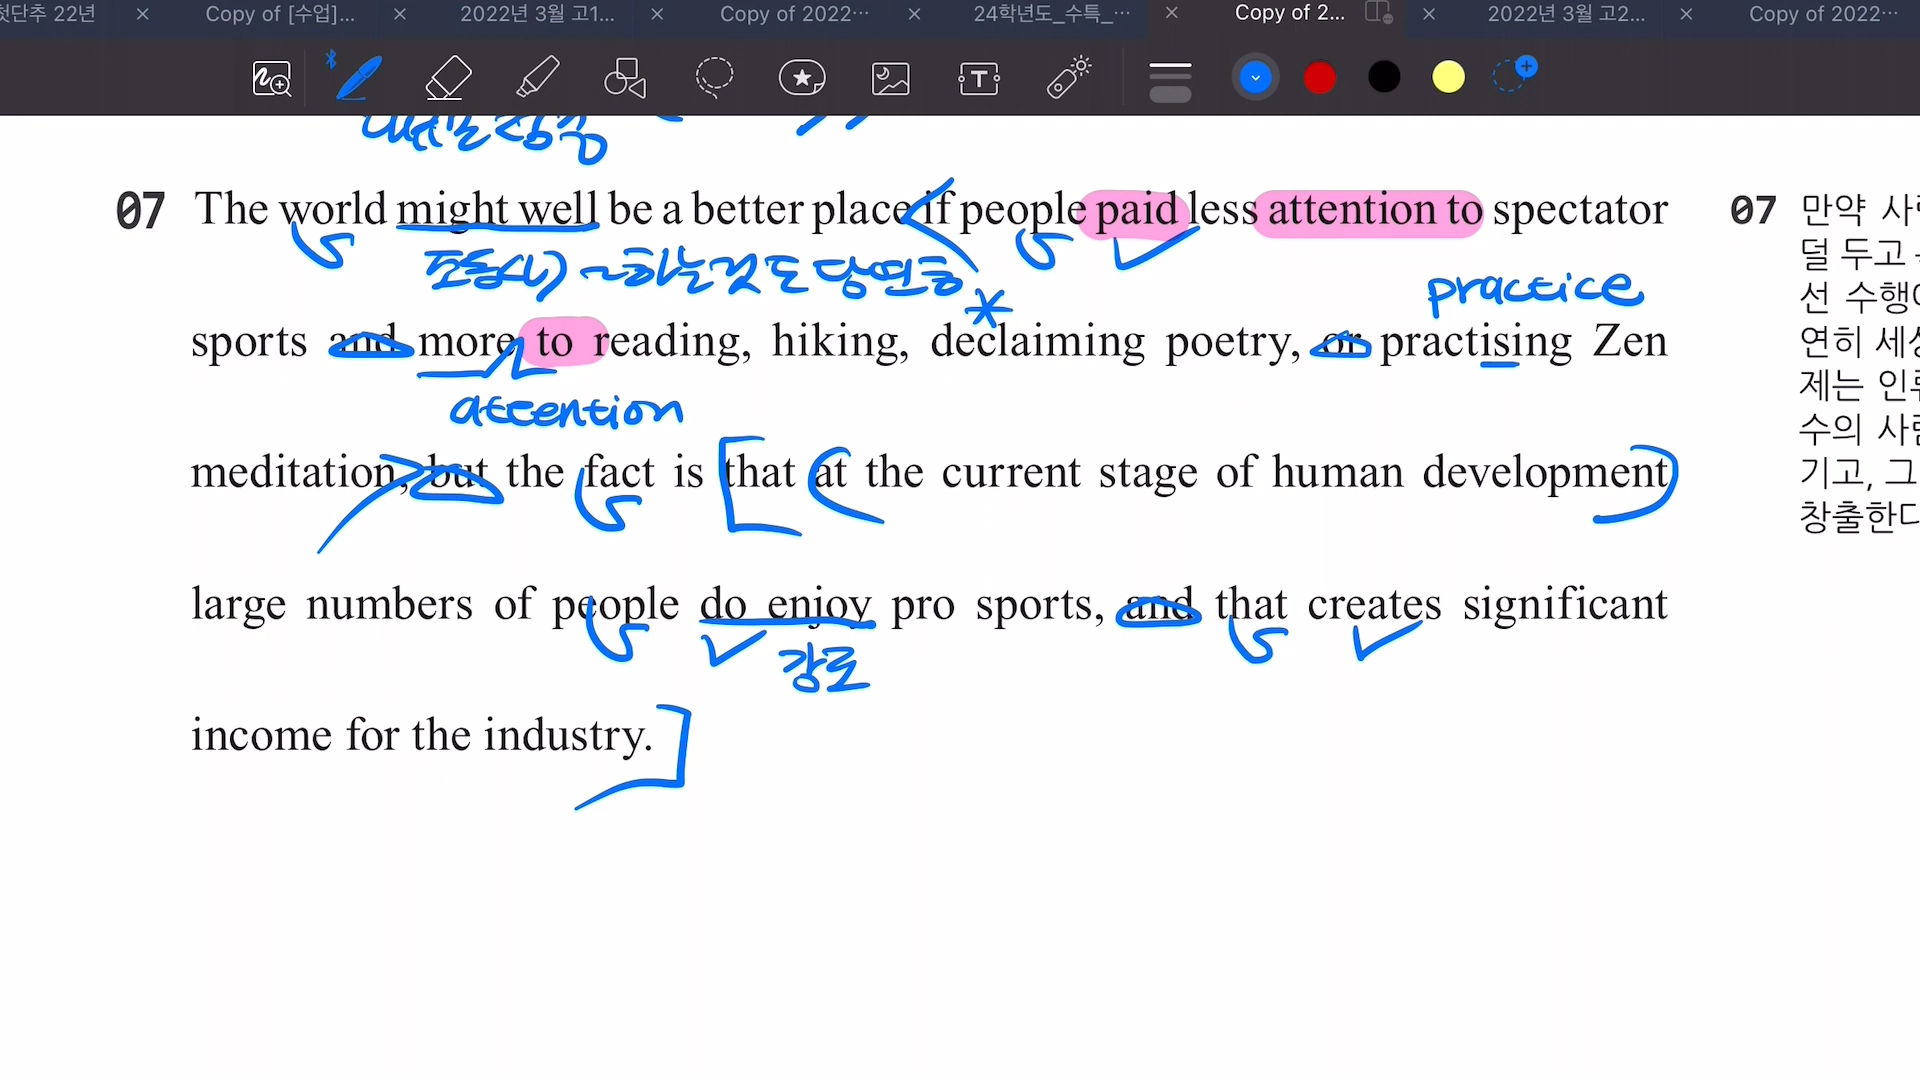 첫단추 22년
Copy of [수업]...
2022년 3월 고1...
Copy of 2022...
24학년도_수특_...
Copy of 2...
2022년 3월 고2...
Copy of 2022...
07 The world might well be a better place if people paid less attention to spectator
조동(사) ~하는것도 당연함
practice
sports and more to reading, hiking, declaiming poetry, or practising Zen
attention
meditation, but the fact is that at the current stage of human development
large numbers of people do enjoy pro sports, and that creates significant
강조
income for the industry.
07 만약 사
덜 두고
선 수행
연히 세
제는 인
수의 사
기고, 그
창출한다